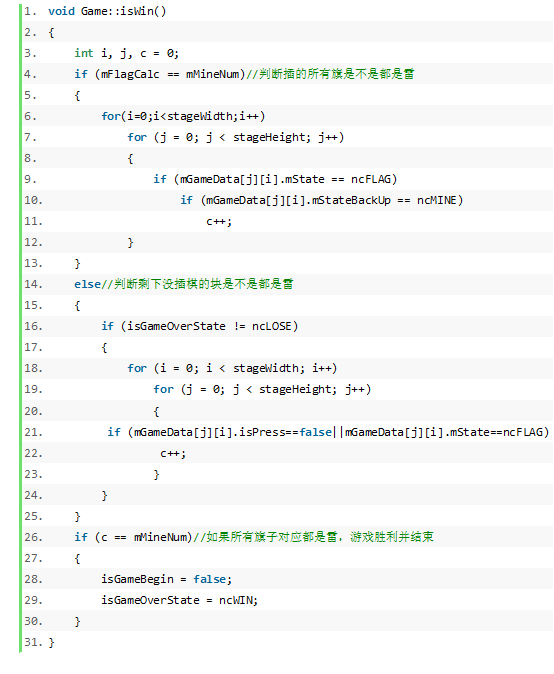 1. void Game::isWin()
2. {
3. int i, j, c = 0;
4. if (mFlagCalc == mMineNum)//判断插的所有旗是不是都是雷
5. {
6. for(i=0;i<stageWidth;i++)
7. for (j = 0; j < stageHeight; j++)
8. {
9. if (mGameData[j][i].mState == ncFLAG)
10. if (mGameData[j][i].mStateBackUp == ncMINE)
11. c++;
12. }
13. }
14. else//判断剩下没插棋的块是不是都是雷
15. {
16. if (isGameOverState != ncLOSE)
17. {
18. for (i = 0; i < stageWidth; i++)
19. for (j = 0; j < stageHeight; j++)
20. {
21. if (mGameData[j][i].isPress==false||mGameData[j][i].mState==ncFLAG)
22. c++;
23. }
24. }
25. }
26. if (c == mMineNum)//如果所有旗子对应都是雷，游戏胜利并结束
27. {
28. isGameBegin = false;
29. isGameOverState = ncWIN;
30. }
31. }